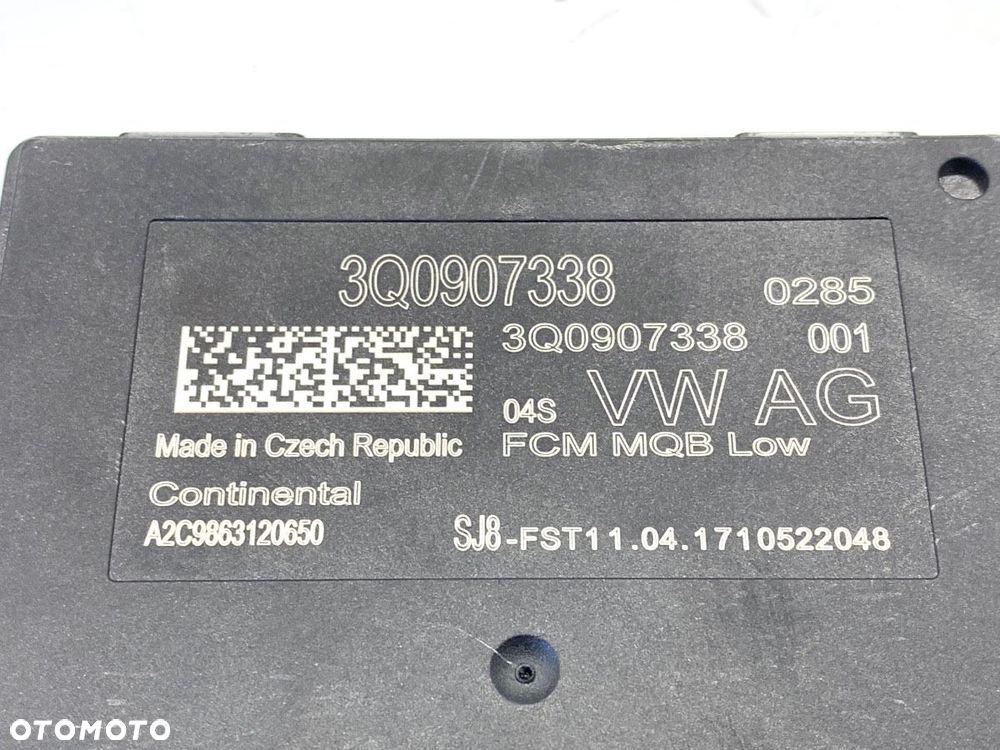 3Q0907338 0285
3Q0907338 001
04S VW AG
Made in Czech Republic FCM MQB Low
Continental
A2C9863120650 SJ8-FST11.04.1710522048
OTOMOTO